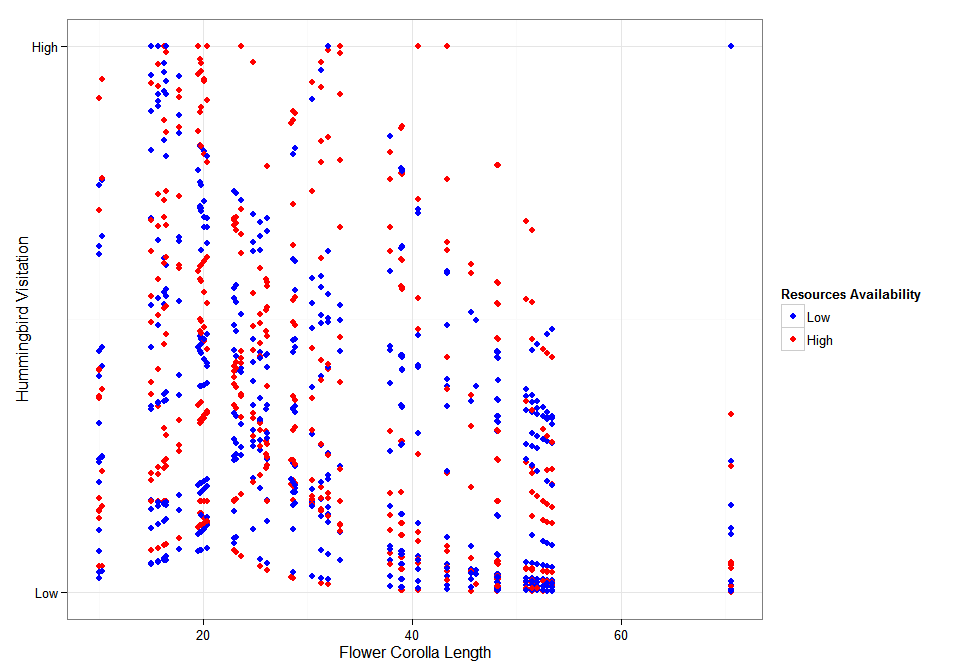 High
Low
Hummingbird Visitation
20
40
60
Flower Corolla Length
Resources Availability
Low
High